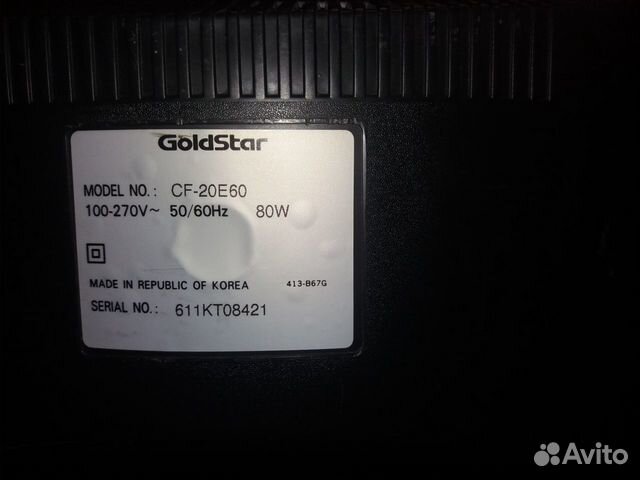 GoldStar
MODEL NO.: CF-20E60
100-270V~ 50/60Hz 80W
MADE IN REPUBLIC OF KOREA 413-B67G
SERIAL NO.: 611KT08421
Avito